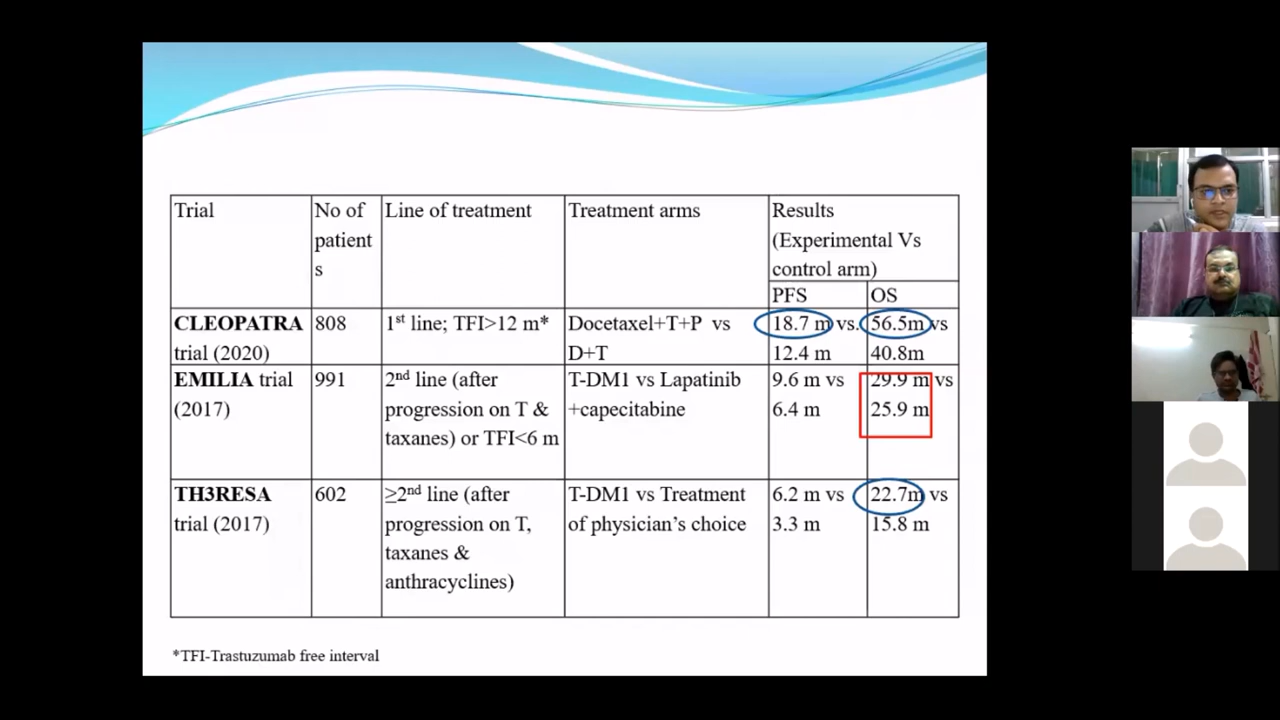 Trial
No of
patient
s
Line of treatment
Treatment arms
Results
(Experimental Vs
control arm)
PFS
OS
CLEOPATRA
trial (2020)
808
1st line; TFI>12 m*
Docetaxel+T+P vs
D+T
18.7 m vs.
12.4 m
56.5m vs
40.8m
EMILIA trial
(2017)
991
2nd line (after
progression on T &
taxanes) or TFI<6 m
T-DM1 vs Lapatinib
+capecitabine
9.6 m vs
6.4 m
29.9 m vs
25.9 m
TH3RESA
trial (2017)
602
≥2nd line (after
progression on T,
taxanes &
anthracyclines)
T-DM1 vs Treatment
of physician’s choice
6.2 m vs
3.3 m
22.7m vs
15.8 m
*TFI-Trastuzumab free interval